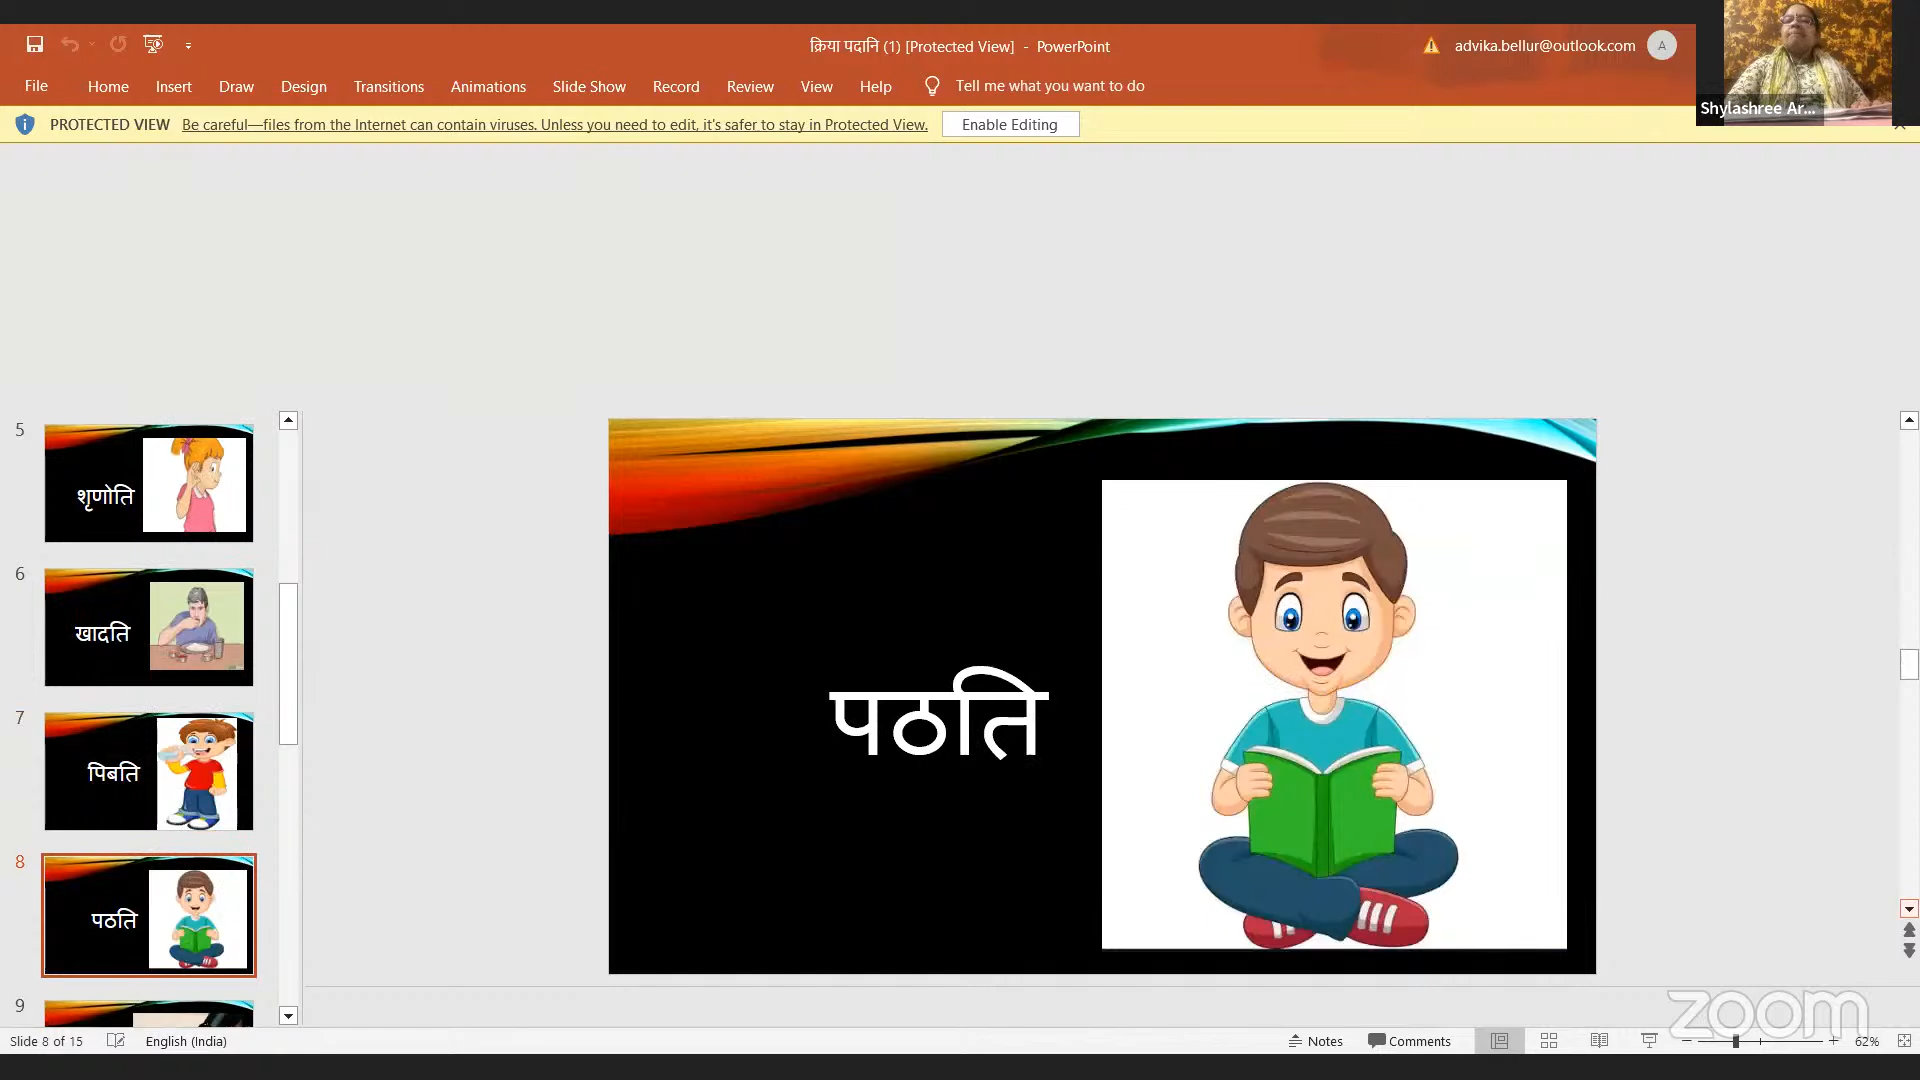 क्रिया पदानि (1) [Protected View] - PowerPoint
advika.bellur@outlook.com
A
File Home Insert Draw Design Transitions Animations Slide Show Record Review View Help Tell me what you want to do
Shylashree Ar...
PROTECTED VIEW Be careful—files from the Internet can contain viruses. Unless you need to edit, it's safer to stay in Protected View. Enable Editing
5
शृणोति
6
खादति
7
पिबति
8
पठति
9
पठति
zoom
Slide 8 of 15 English (India) Notes Comments 62%